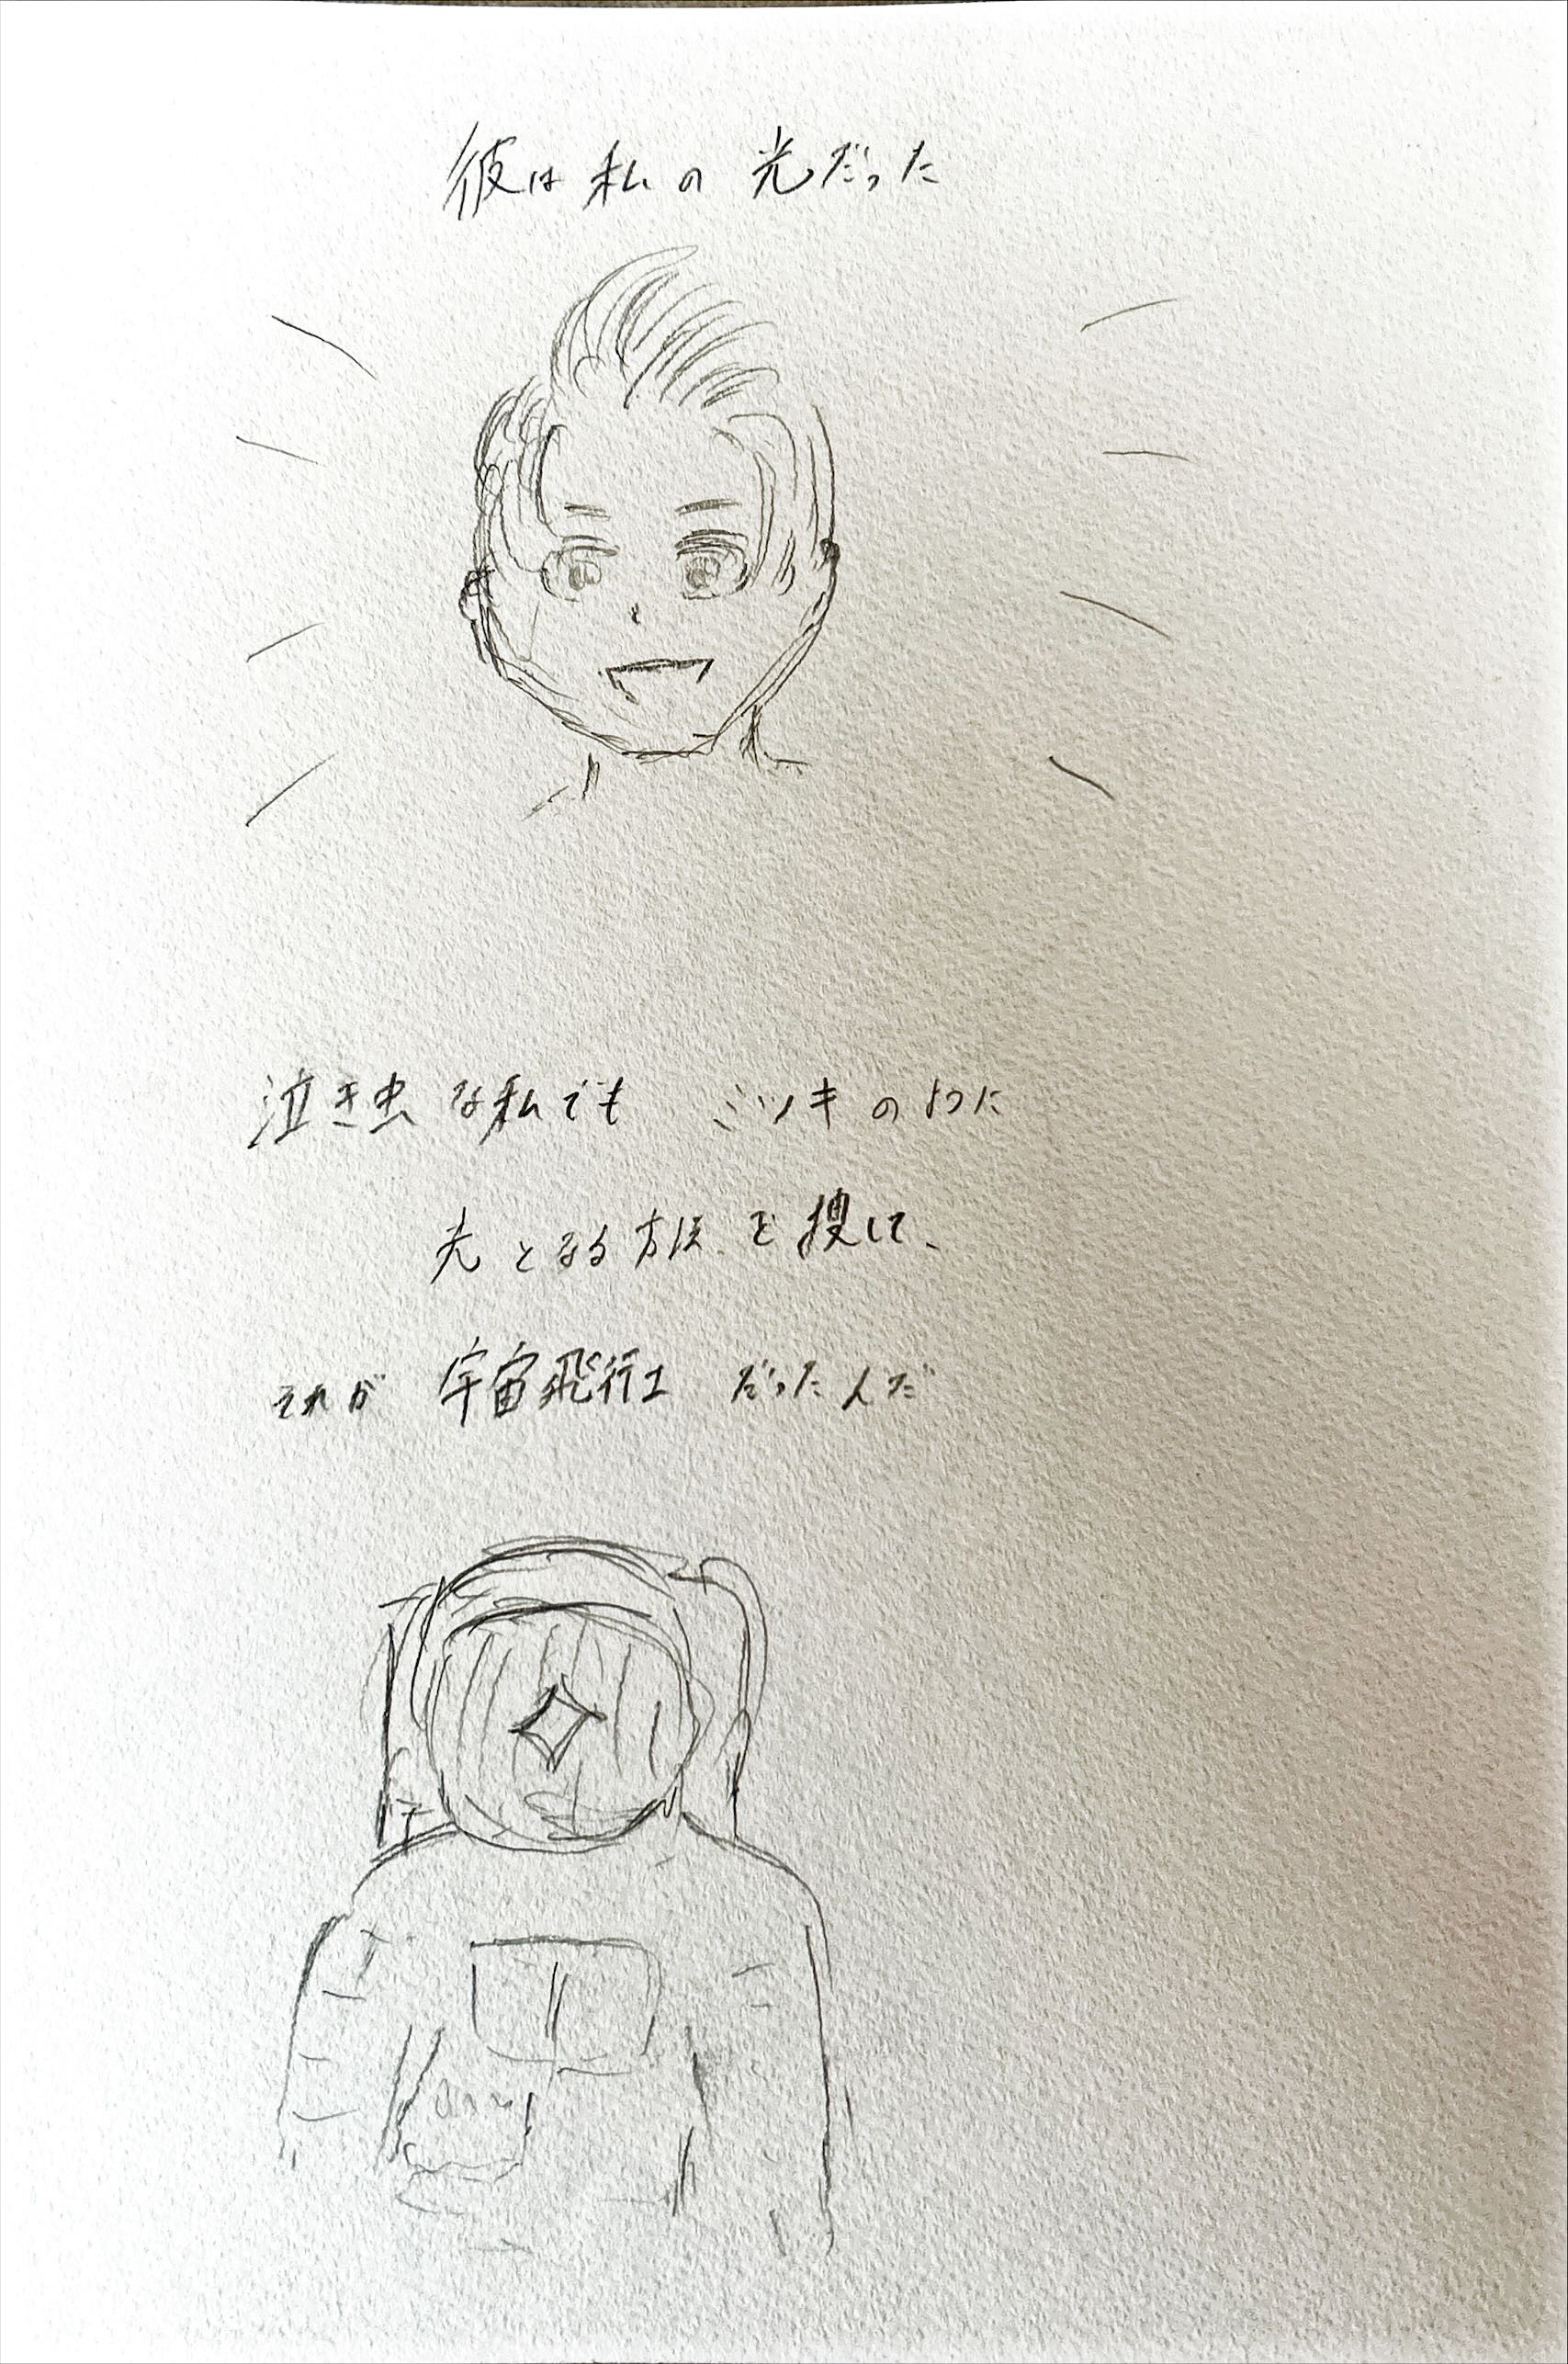 彼は私の光だった
泣き虫な私でも ミツキのように
光となる方法を捜して、
それが 宇宙飛行士 だったんだ